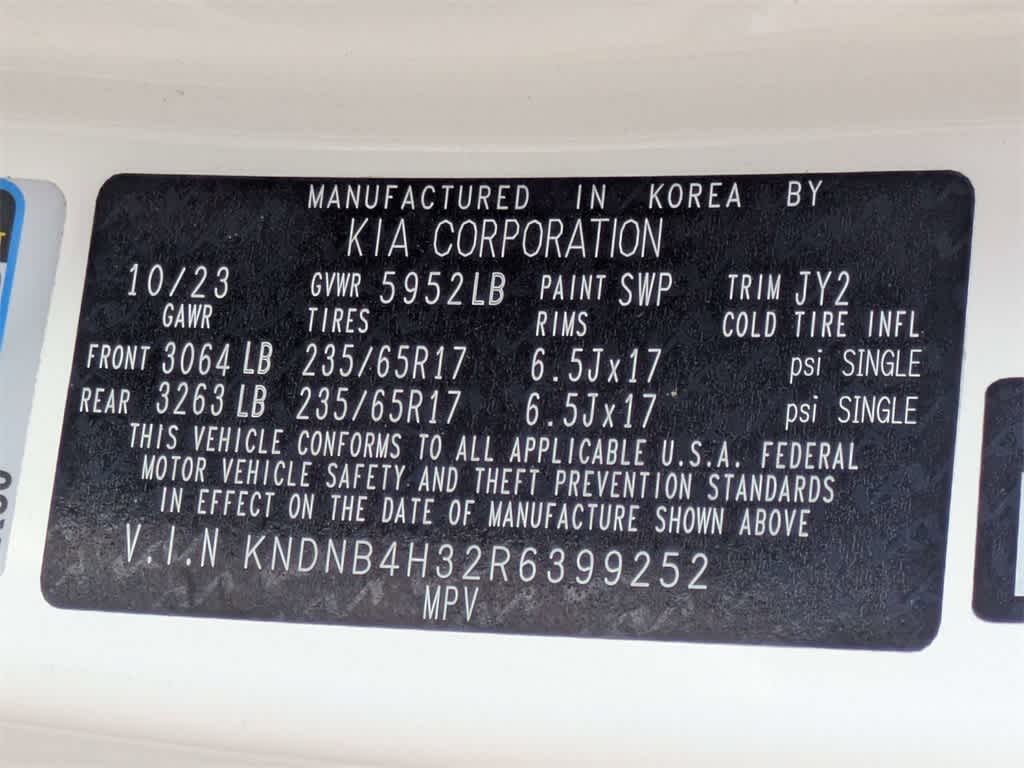 MANUFACTURED IN KOREA BY
KIA CORPORATION
10/23 GVWR 5952LB PAINT SWP TRIM JY2
GAWR TIRES RIMS COLD TIRE INFL
FRONT 3064 LB 235/65R17 6.5Jx17 psi SINGLE
REAR 3263 LB 235/65R17 6.5Jx17 psi SINGLE
THIS VEHICLE CONFORMS TO ALL APPLICABLE U.S.A. FEDERAL
MOTOR VEHICLE SAFETY AND THEFT PREVENTION STANDARDS
IN EFFECT ON THE DATE OF MANUFACTURE SHOWN ABOVE
V.I.N KNDNB4H32R6399252
MPV